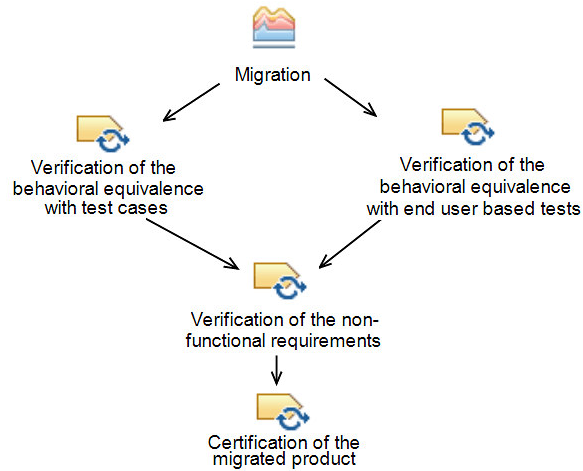 Migration
Verification of the
behavioral equivalence
with test cases
Verification of the
behavioral equivalence
with end user based tests
Verification of the non-
functional requirements
Certification of the
migrated product